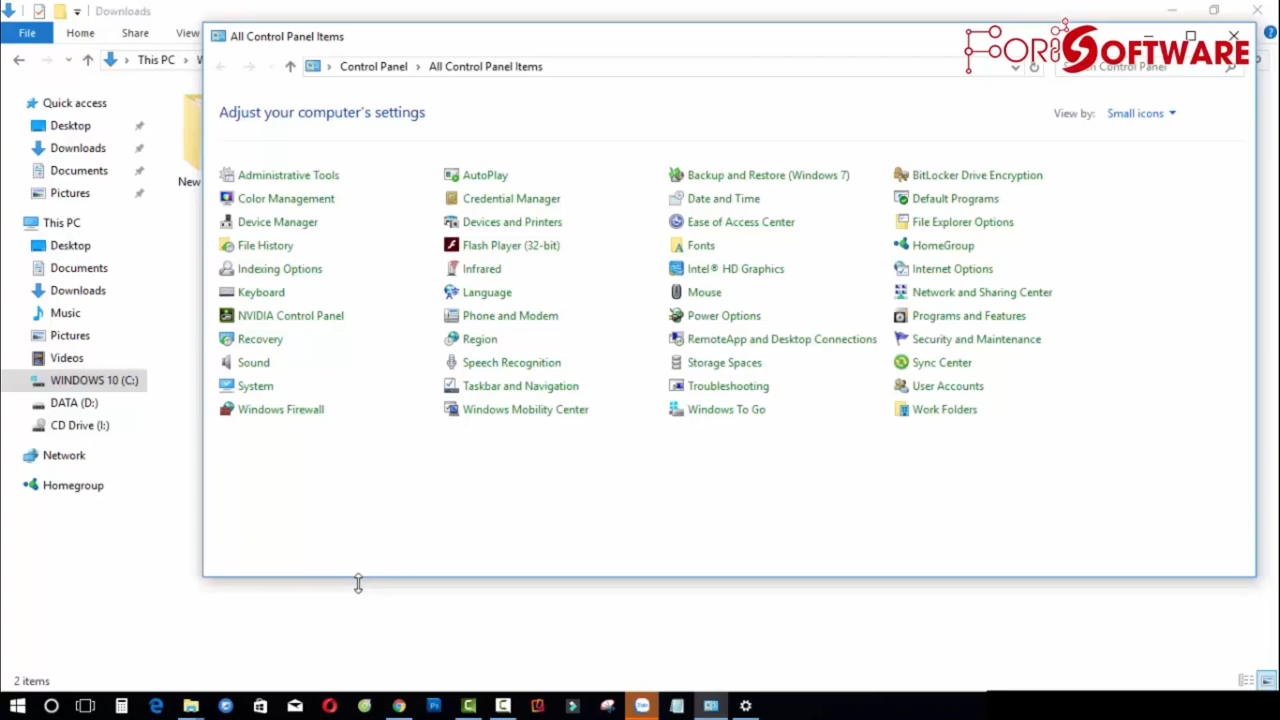 Downloads
File Home Share View
This PC
All Control Panel Items
FORISOFTWARE
Control Panel All Control Panel Items
Control Panel
Adjust your computer's settings
View by: Small icons
Quick access
Desktop
Downloads
Documents
Pictures
New
This PC
Desktop
Documents
Downloads
Music
Pictures
Videos
WINDOWS 10 (C:)
DATA (D:)
CD Drive (I:)
Network
Homegroup
Administrative Tools AutoPlay Backup and Restore (Windows 7) BitLocker Drive Encryption
Color Management Credential Manager Date and Time Default Programs
Device Manager Devices and Printers Ease of Access Center File Explorer Options
File History Flash Player (32-bit) Fonts HomeGroup
Indexing Options Infrared Intel® HD Graphics Internet Options
Keyboard Language Mouse Network and Sharing Center
NVIDIA Control Panel Phone and Modem Power Options Programs and Features
Recovery Region RemoteApp and Desktop Connections Security and Maintenance
Sound Speech Recognition Storage Spaces Sync Center
System Taskbar and Navigation Troubleshooting User Accounts
Windows Firewall Windows Mobility Center Windows To Go Work Folders
2 items